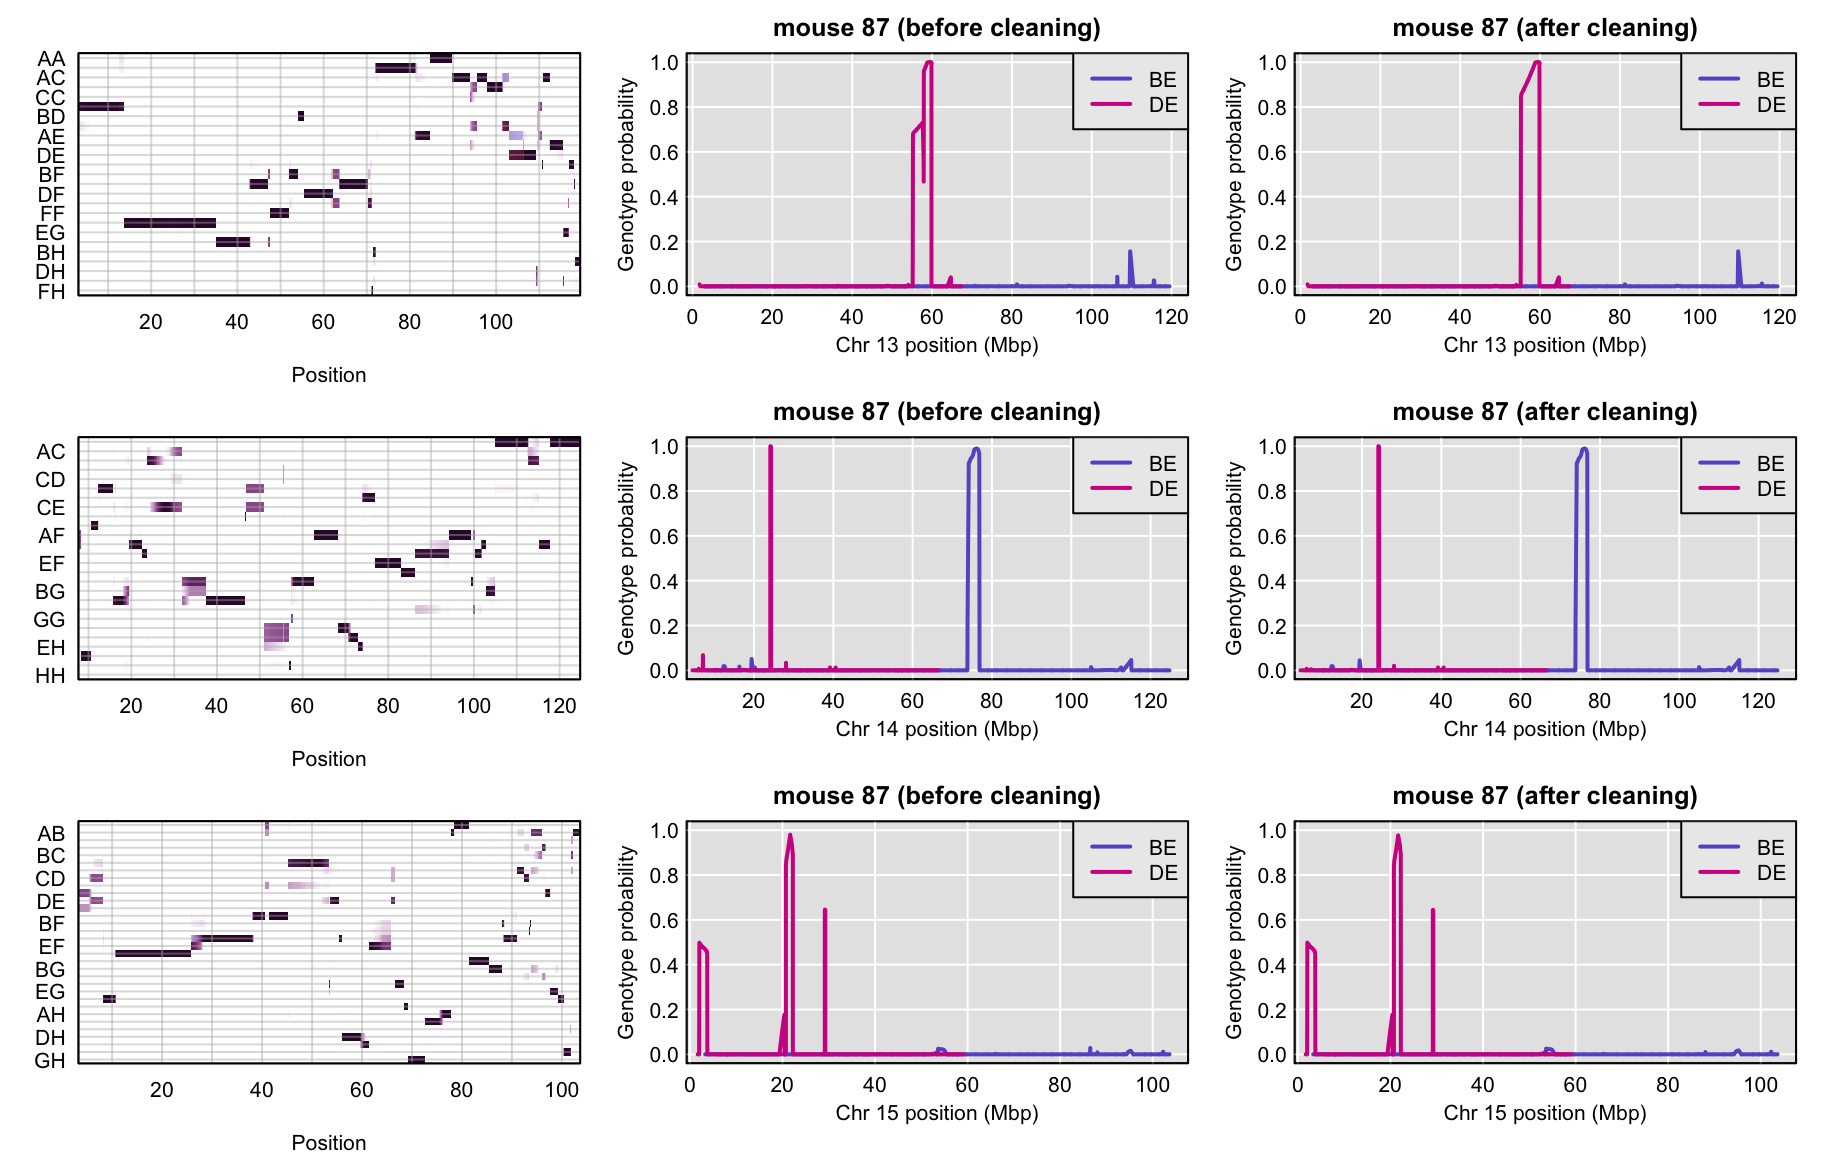 mouse 87 (before cleaning)
mouse 87 (after cleaning)
AA
AC
CC
BD
AE
DE
BF
DF
FF
EG
BH
DH
FH
20 40 60 80 100
Position
Genotype probability
1.0
0.8
0.6
0.4
0.2
0.0
BE
DE
0 20 40 60 80 100 120
Chr 13 position (Mbp)
Genotype probability
1.0
0.8
0.6
0.4
0.2
0.0
BE
DE
0 20 40 60 80 100 120
Chr 13 position (Mbp)
mouse 87 (before cleaning)
mouse 87 (after cleaning)
AC
CD
CE
AF
EF
BG
GG
EH
HH
20 40 60 80 100 120
Position
Genotype probability
1.0
0.8
0.6
0.4
0.2
0.0
BE
DE
20 40 60 80 100 120
Chr 14 position (Mbp)
Genotype probability
1.0
0.8
0.6
0.4
0.2
0.0
BE
DE
20 40 60 80 100 120
Chr 14 position (Mbp)
mouse 87 (before cleaning)
mouse 87 (after cleaning)
AB
BC
CD
DE
BF
EF
BG
EG
AH
DH
GH
20 40 60 80 100
Position
Genotype probability
1.0
0.8
0.6
0.4
0.2
0.0
BE
DE
0 20 40 60 80 100
Chr 15 position (Mbp)
Genotype probability
1.0
0.8
0.6
0.4
0.2
0.0
BE
DE
0 20 40 60 80 100
Chr 15 position (Mbp)